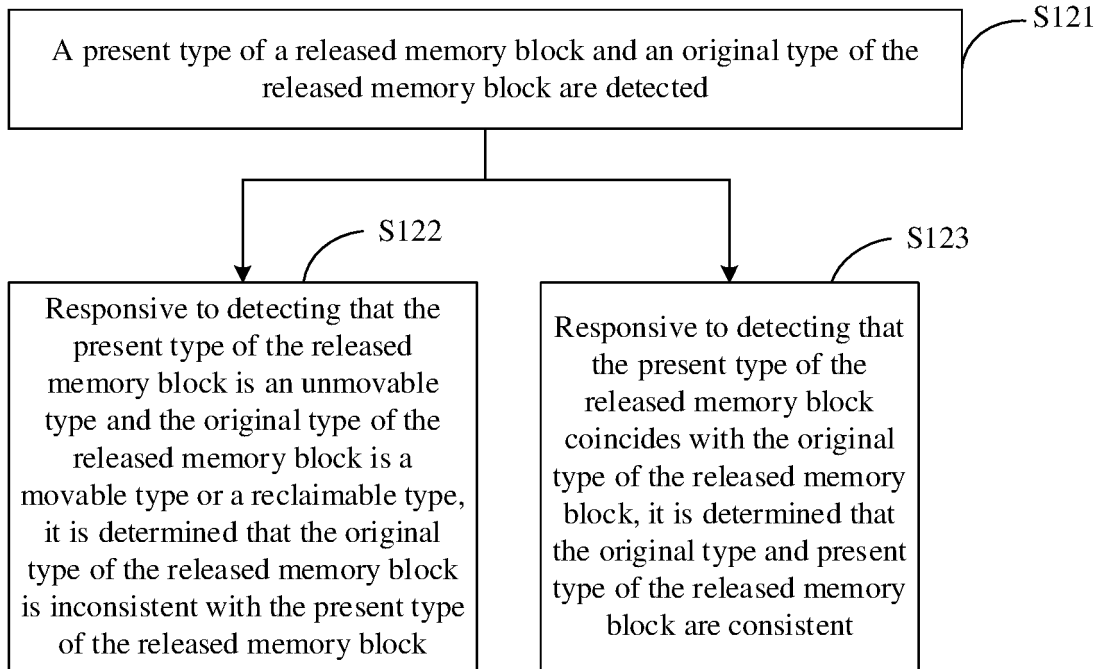 S121
A present type of a released memory block and an original type of the
released memory block are detected
S122
Responsive to detecting that the
present type of the released
memory block is an unmovable
type and the original type of the
released memory block is a
movable type or a reclaimable type,
it is determined that the original
type of the released memory block
is inconsistent with the present type
of the released memory block
S123
Responsive to detecting that
the present type of the
released memory block
coincides with the original
type of the released memory
block, it is determined that
the original type and present
type of the released memory
block are consistent